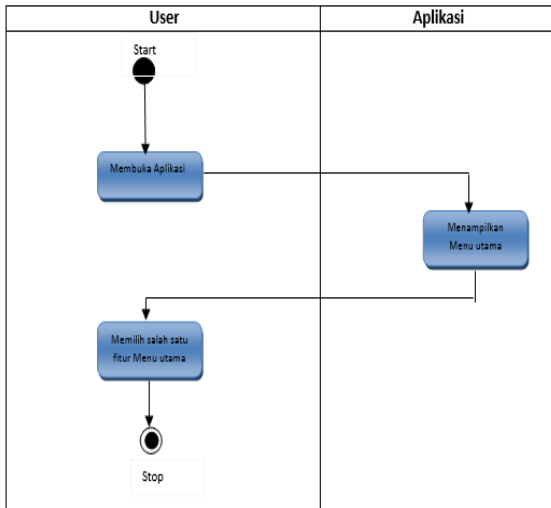 User
Aplikasi
Start
Membuka Aplikasi
Menampilkan
Menu utama
Memilih salah satu
fitur Menu utama
Stop